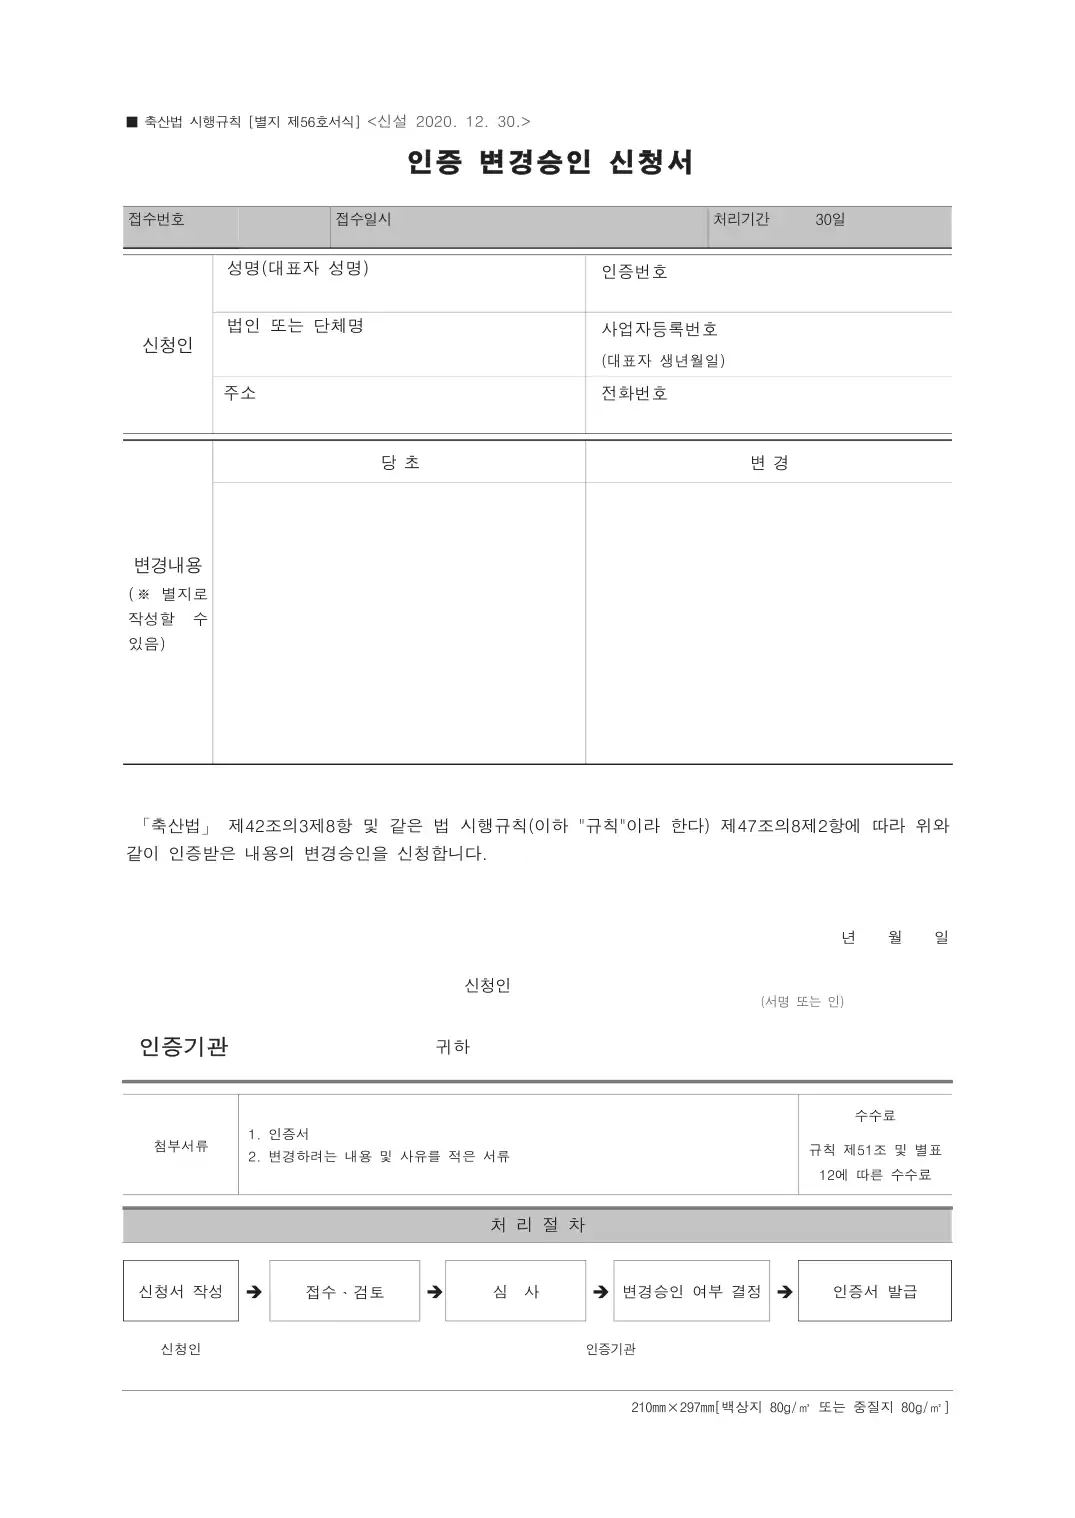 ■ 축산법 시행규칙 [별지 제56호서식] <신설 2020. 12. 30.>
인증 변경승인 신청서
접수번호 접수일시 처리기간 30일
신청인
성명(대표자 성명) 인증번호
법인 또는 단체명 사업자등록번호
(대표자 생년월일)
주소 전화번호
당 초 변 경
변경내용
(※ 별지로
작성할 수
있음)
「축산법」 제42조의3제8항 및 같은 법 시행규칙(이하 "규칙"이라 한다) 제47조의8제2항에 따라 위와
같이 인증받은 내용의 변경승인을 신청합니다.
년 월 일
신청인
(서명 또는 인)
인증기관 귀하
첨부서류
1. 인증서
2. 변경하려는 내용 및 사유를 적은 서류
수수료
규칙 제51조 및 별표
12에 따른 수수료
처 리 절 차
신청서 작성 ➔ 접수ㆍ검토 ➔ 심 사 ➔ 변경승인 여부 결정 ➔ 인증서 발급
신청인 인증기관
210㎜×297㎜[백상지 80g/㎡ 또는 중질지 80g/㎡]